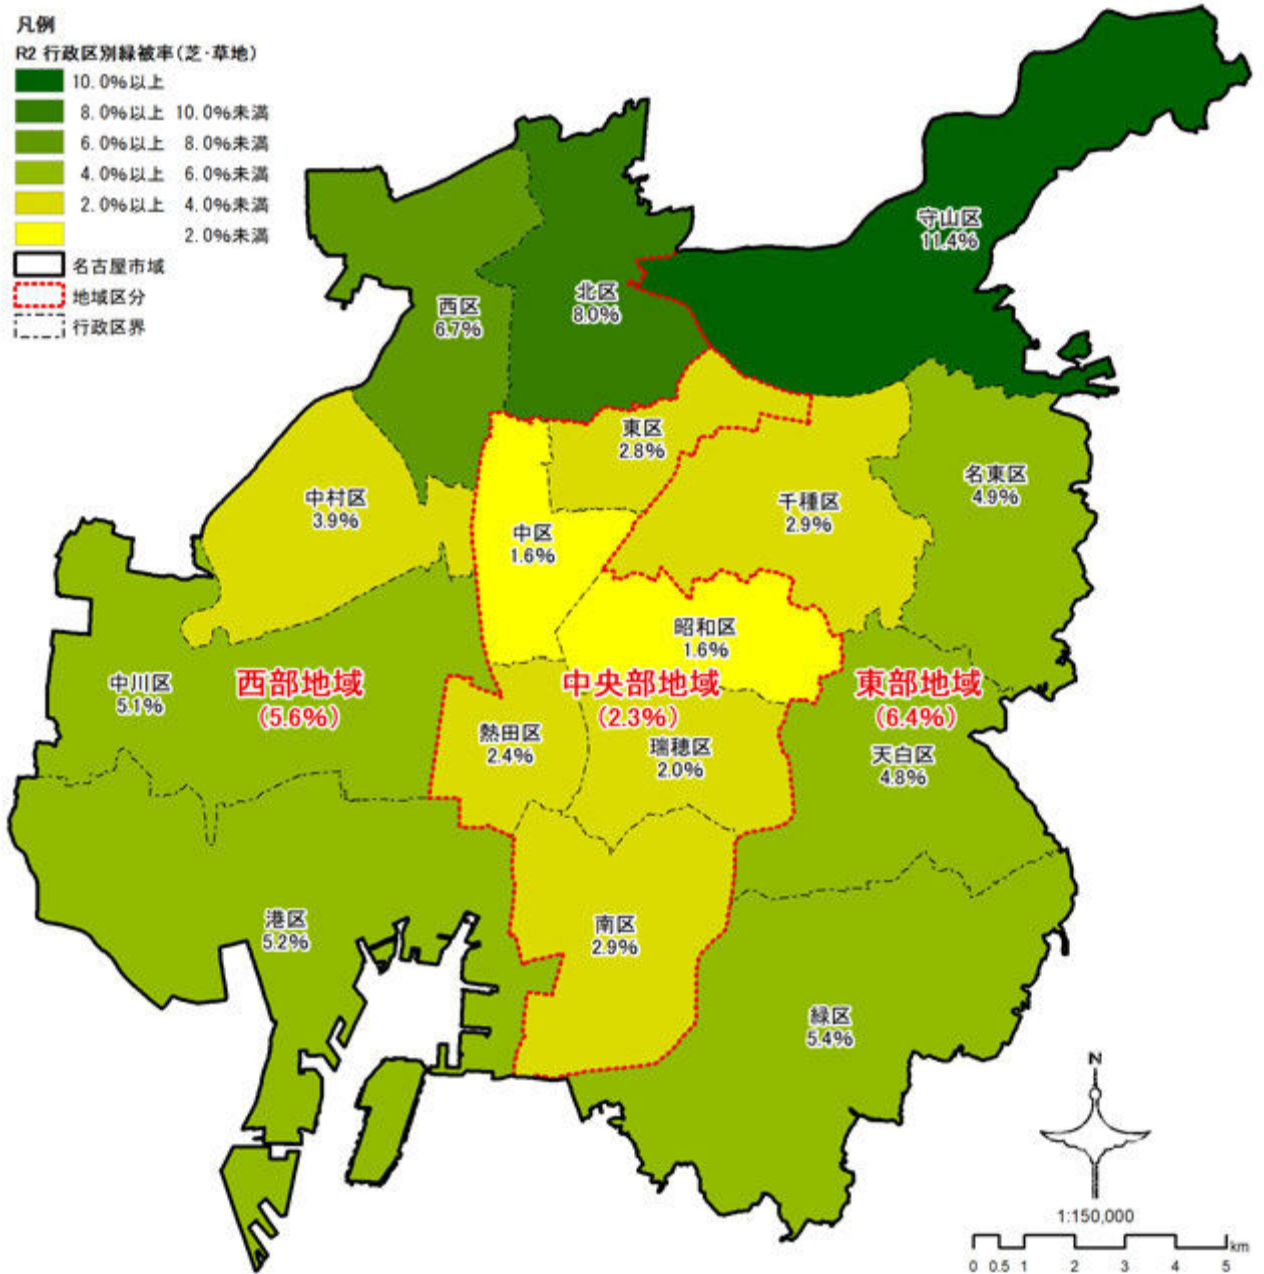 凡例
R2 行政区別緑被率(芝・草地)
10.0%以上
8.0%以上 10.0%未満
6.0%以上 8.0%未満
4.0%以上 6.0%未満
2.0%以上 4.0%未満
2.0%未満
名古屋市域
地域区分
行政区界
守山区
11.4%
北区
8.0%
西区
6.7%
東区
2.8%
名東区
4.9%
中村区
3.9%
千種区
2.9%
中区
1.6%
昭和区
1.6%
中川区
5.1%
西部地域
(5.6%)
中央部地域
(2.3%)
東部地域
(6.4%)
熱田区
2.4%
瑞穂区
2.0%
天白区
4.8%
港区
5.2%
南区
2.9%
緑区
5.4%
N
1:150,000
km
0 0.5 1 2 3 4 5